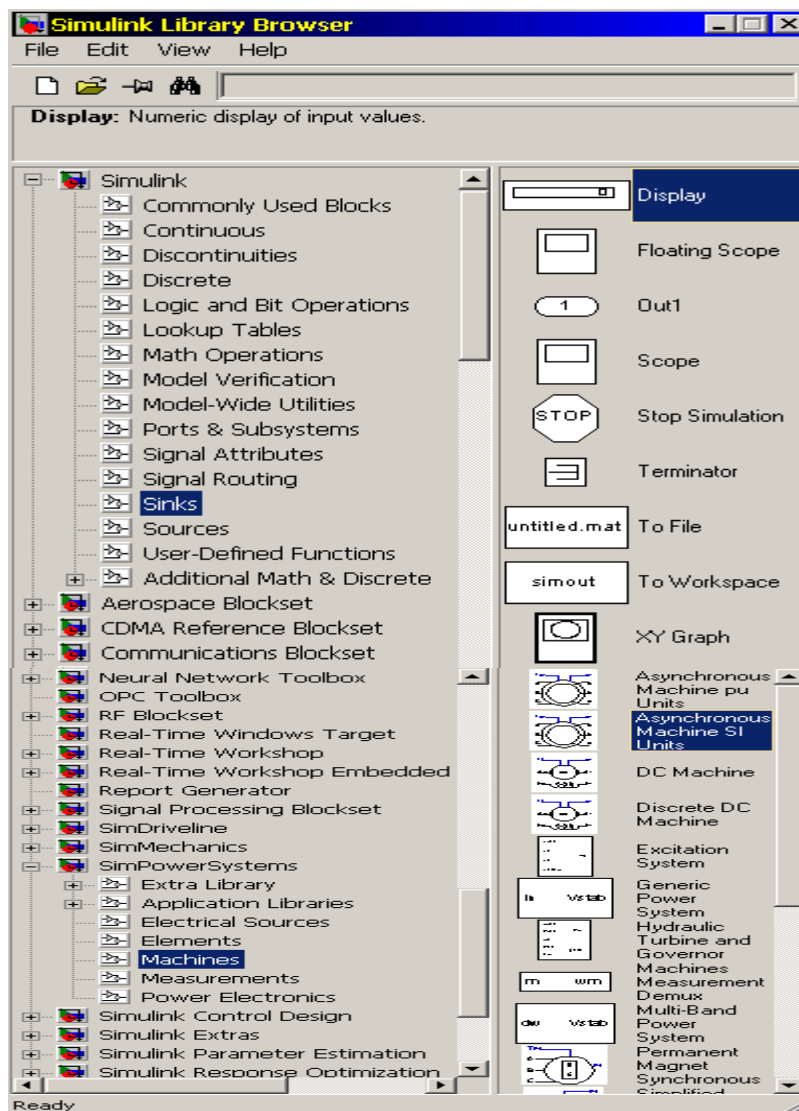 Simulink Library Browser
File Edit View Help
Display: Numeric display of input values.
Simulink
Commonly Used Blocks
Continuous
Discontinuities
Discrete
Logic and Bit Operations
Lookup Tables
Math Operations
Model Verification
Model-Wide Utilities
Ports & Subsystems
Signal Attributes
Signal Routing
Sinks
Sources
User-Defined Functions
Additional Math & Discrete
Aerospace Blockset
CDMA Reference Blockset
Communications Blockset
Display
Floating Scope
1 Out1
Scope
STOP Stop Simulation
Terminator
untitled.mat To File
simout To Workspace
XY Graph
Neural Network Toolbox
OPC Toolbox
RF Blockset
Real-Time Windows Target
Real-Time Workshop
Real-Time Workshop Embedded
Report Generator
Signal Processing Blockset
SimDriveline
SimMechanics
SimPowerSystems
Extra Library
Application Libraries
Electrical Sources
Elements
Machines
Measurements
Power Electronics
Simulink Control Design
Simulink Extras
Simulink Parameter Estimation
Simulink Response Optimization
Asynchronous
Machine pu
Units
Asynchronous
Machine SI
Units
DC Machine
Discrete DC
Machine
Excitation
System
Generic
Power
Vstab
System
Hydraulic
Turbine and
Governor
Machines
m wm Measurement
Demux
Multi-Band
Power
dw Vstab
System
Permanent
Magnet
Synchronous
Simplified
Ready